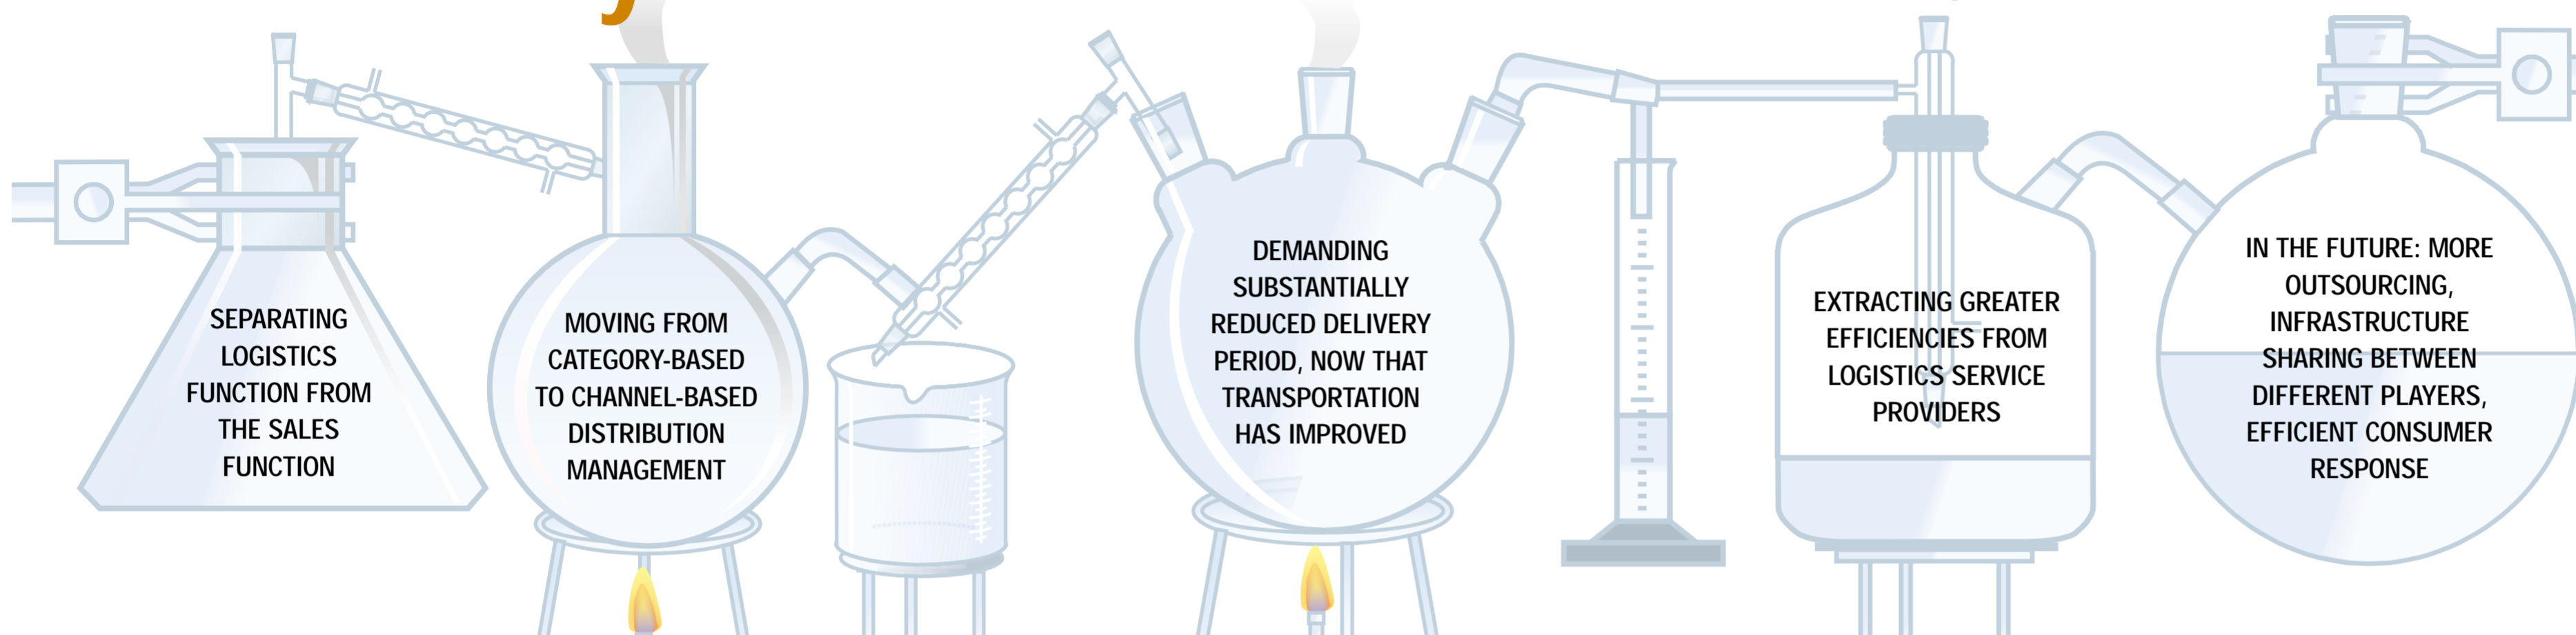 SEPARATING
LOGISTICS
FUNCTION FROM
THE SALES
FUNCTION
MOVING FROM
CATEGORY-BASED
TO CHANNEL-BASED
DISTRIBUTION
MANAGEMENT
DEMANDING
SUBSTANTIALLY
REDUCED DELIVERY
PERIOD, NOW THAT
TRANSPORTATION
HAS IMPROVED
EXTRACTING GREATER
EFFICIENCIES FROM
LOGISTICS SERVICE
PROVIDERS
IN THE FUTURE: MORE
OUTSOURCING,
INFRASTRUCTURE
SHARING BETWEEN
DIFFERENT PLAYERS,
EFFICIENT CONSUMER
RESPONSE